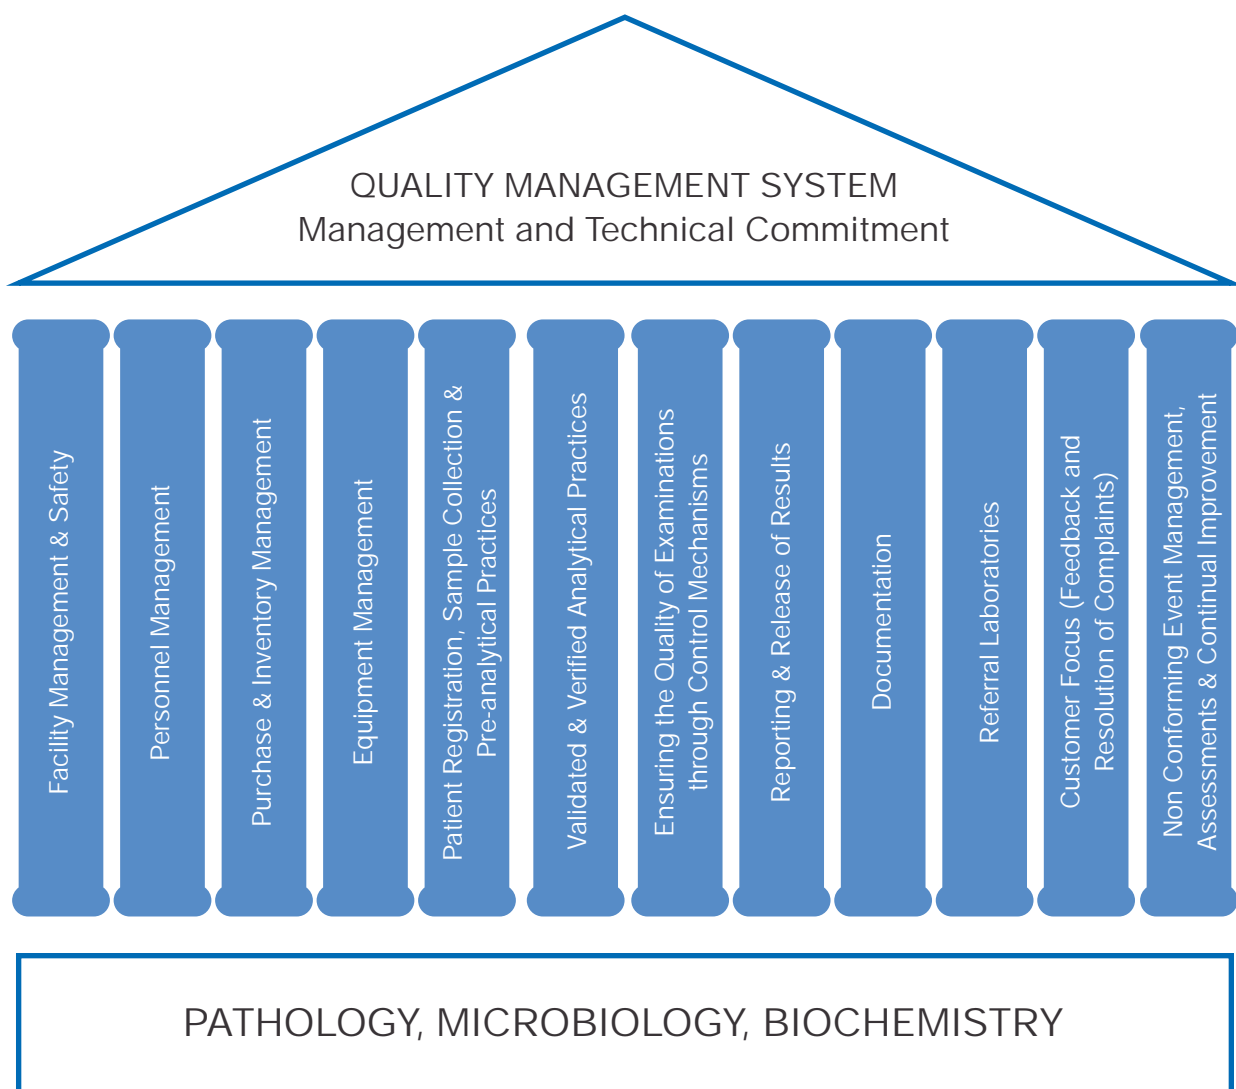 QUALITY MANAGEMENT SYSTEM
Management and Technical Commitment
Facility Management & Safety
Personnel Management
Purchase & Inventory Management
Equipment Management
Patient Registration, Sample Collection &
Pre-analytical Practices
Validated & Verified Analytical Practices
Ensuring the Quality of Examinations
through Control Mechanisms
Reporting & Release of Results
Documentation
Referral Laboratories
Customer Focus (Feedback and
Resolution of Complaints)
Non Conforming Event Management,
Assessments & Continual Improvement
PATHOLOGY, MICROBIOLOGY, BIOCHEMISTRY